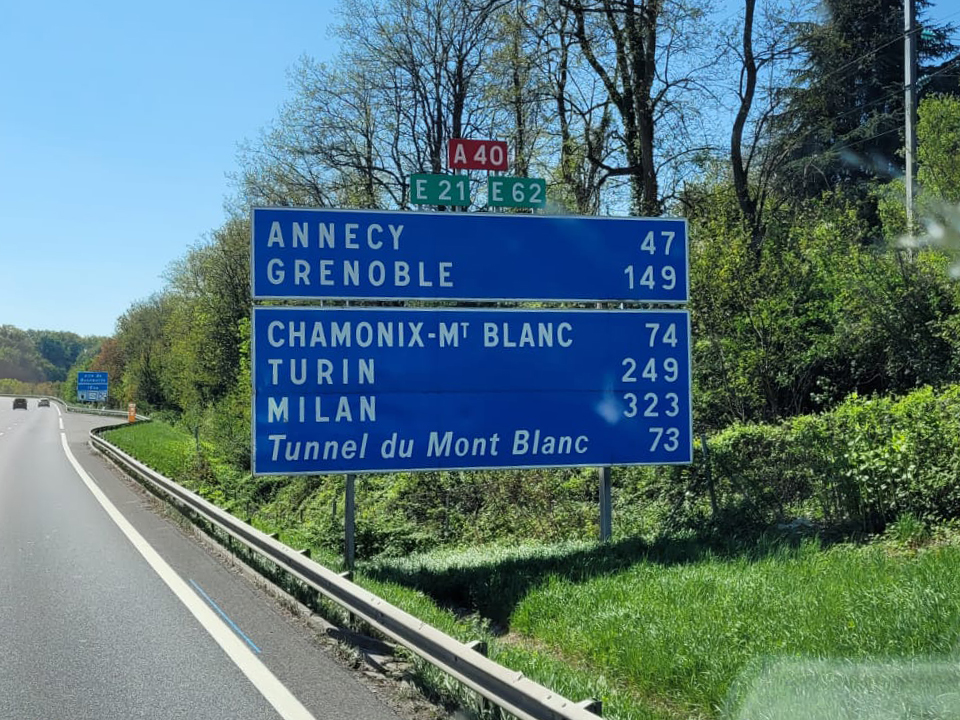 A 40
E 21 E 62
ANNECY 47
GRENOBLE 149
CHAMONIX-MT BLANC 74
TURIN 249
MILAN 323
Tunnel du Mont Blanc 73